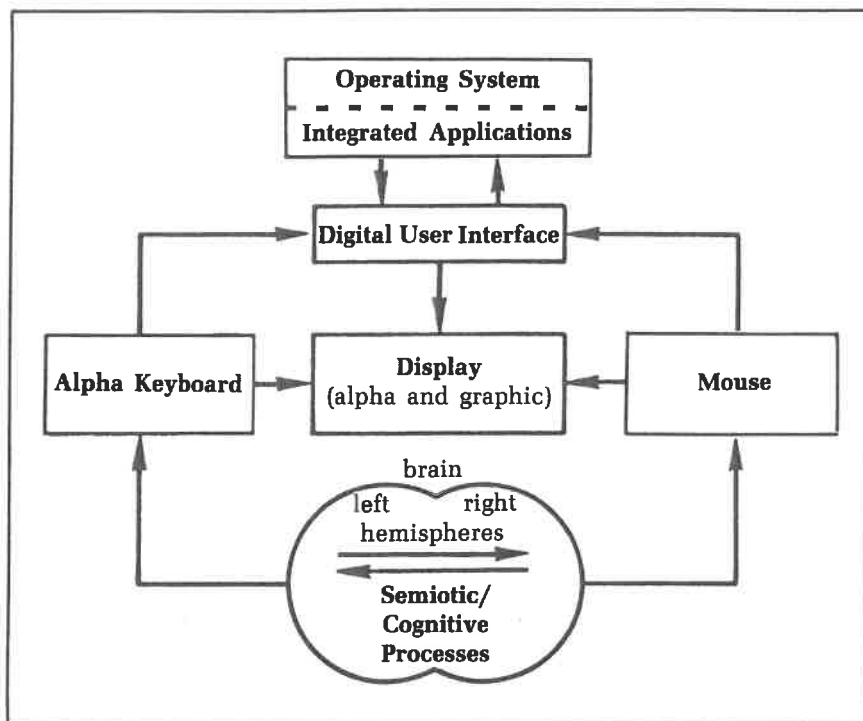 Operating System
Integrated Applications
Digital User Interface
Alpha Keyboard
Display
(alpha and graphic)
Mouse
brain
left right
hemispheres
Semiotic/
Cognitive
Processes